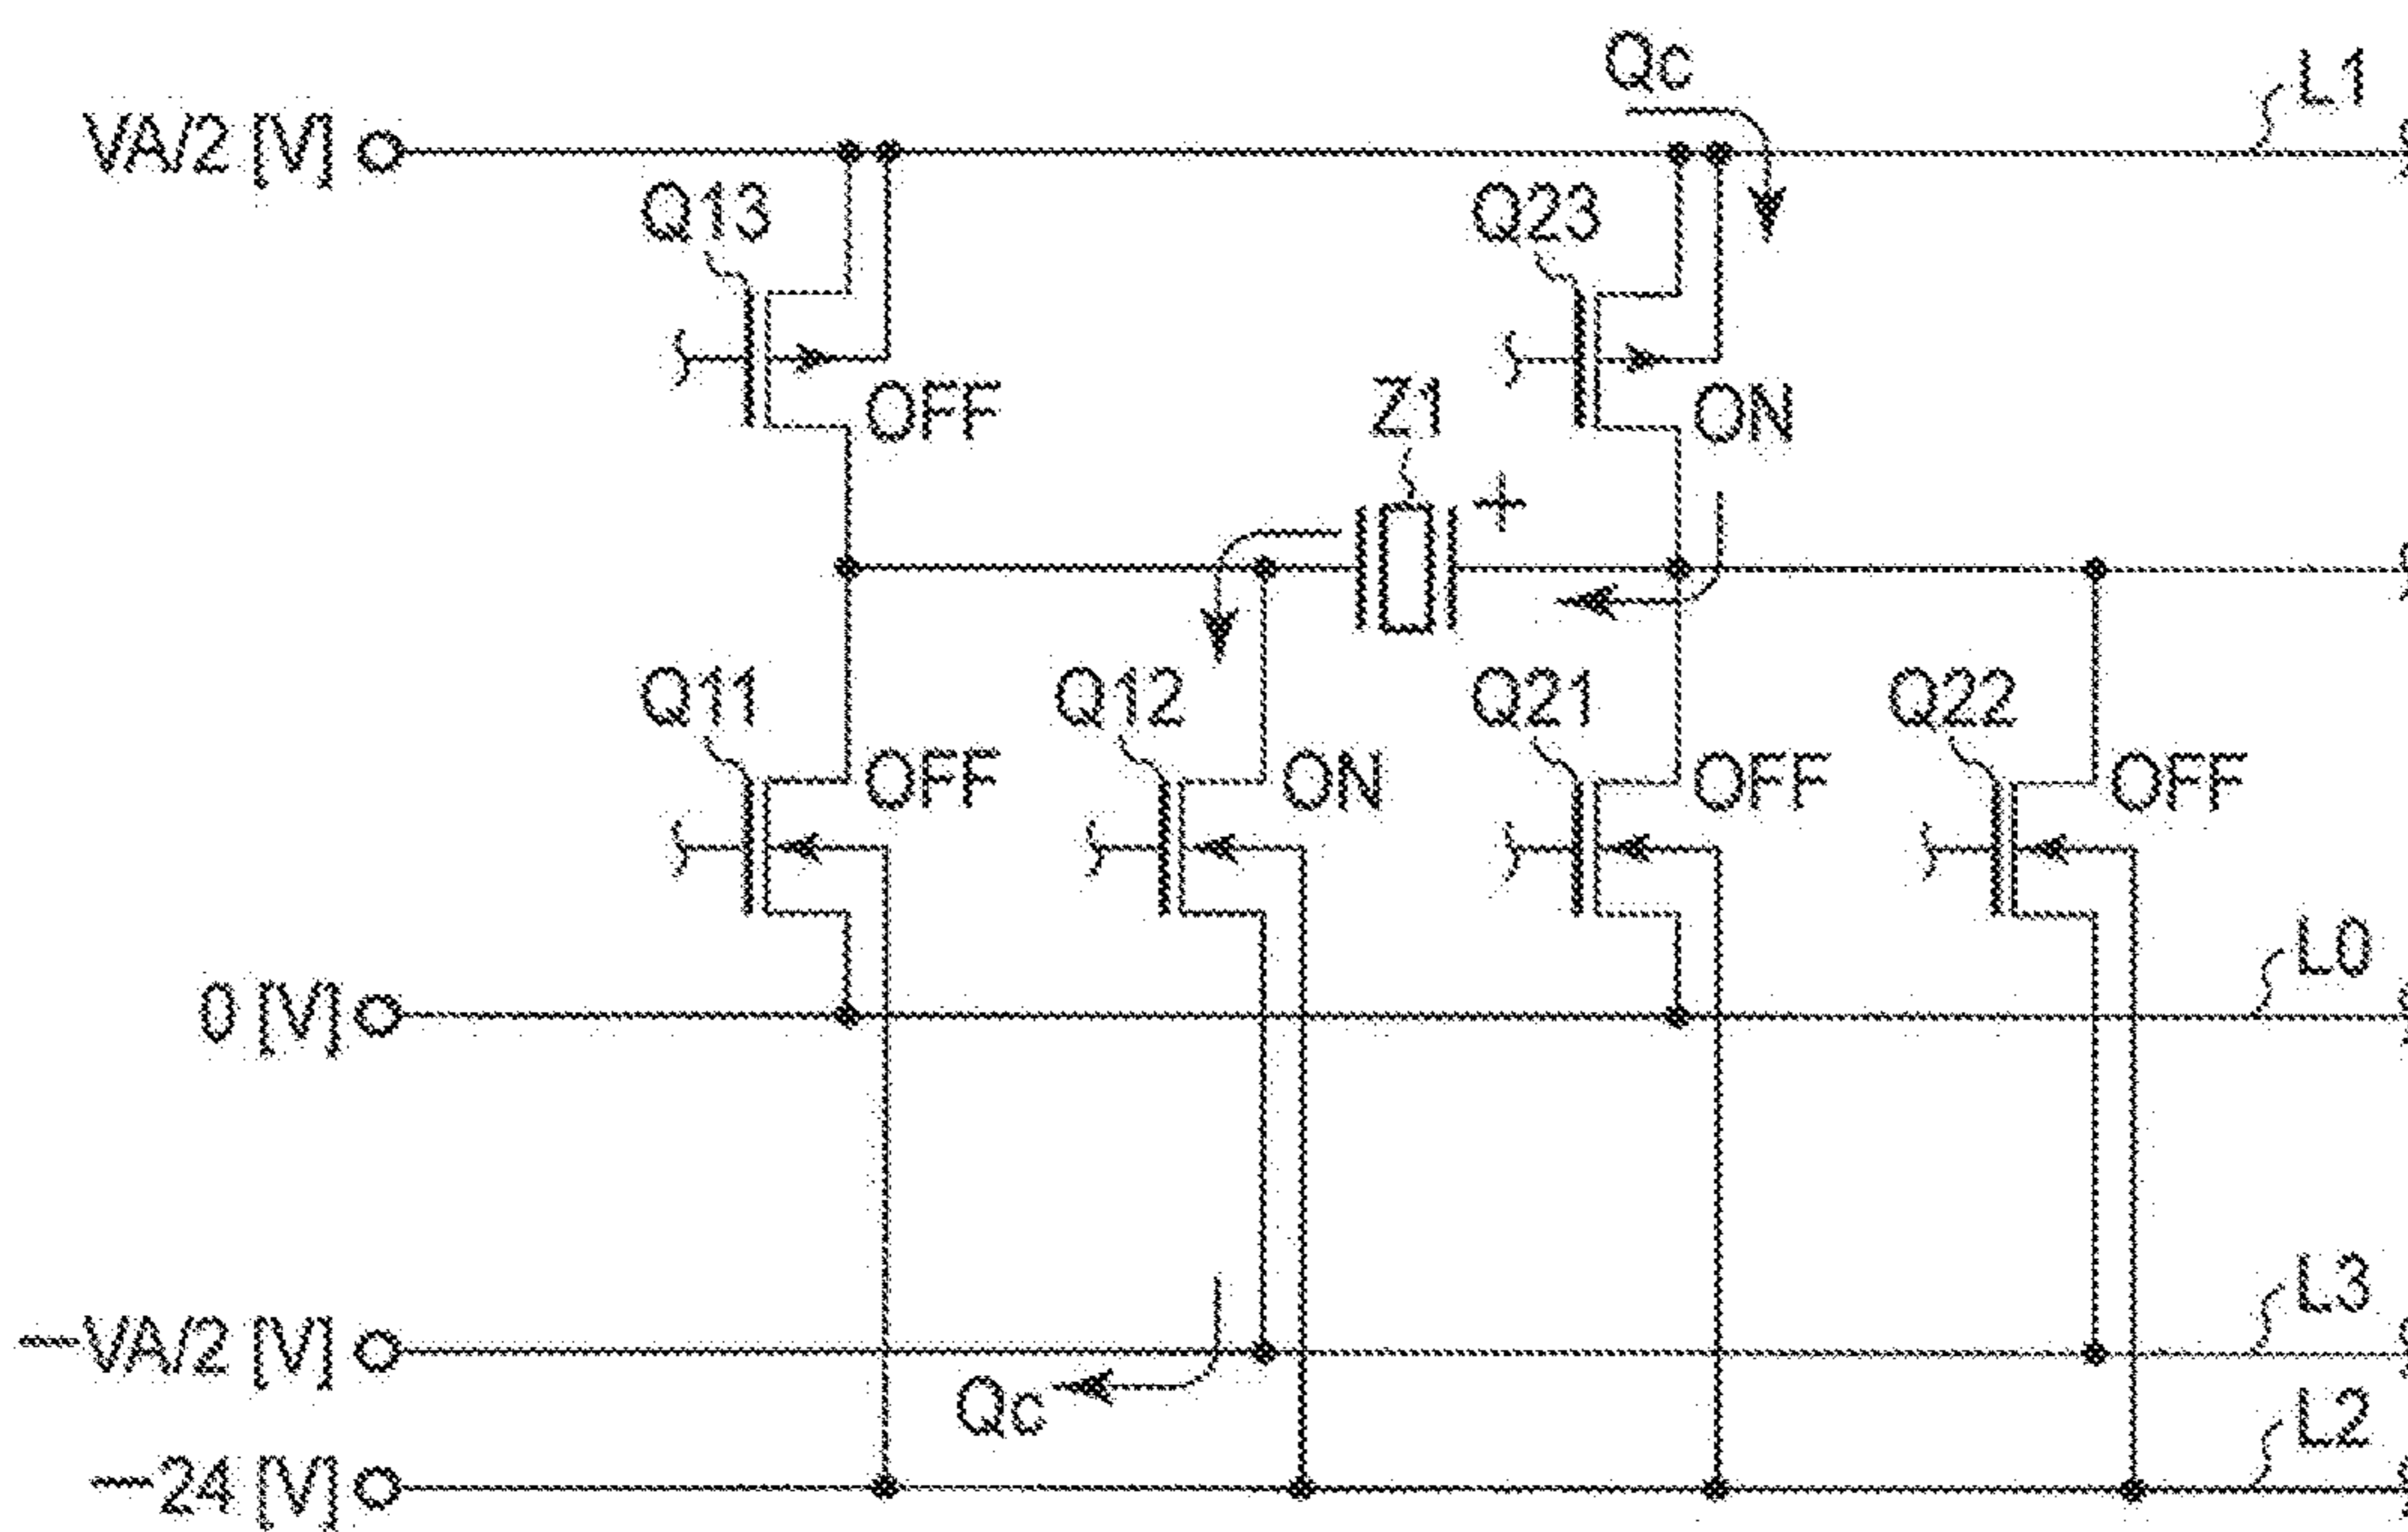 Qc
L1
VA/2 [V]
Q13
Q23
OFF
Z1
ON
+
Q11
Q12
Q21
Q22
OFF
ON
OFF
OFF
L0
0 [V]
L3
−VA/2 [V]
Qc
L2
−24 [V]